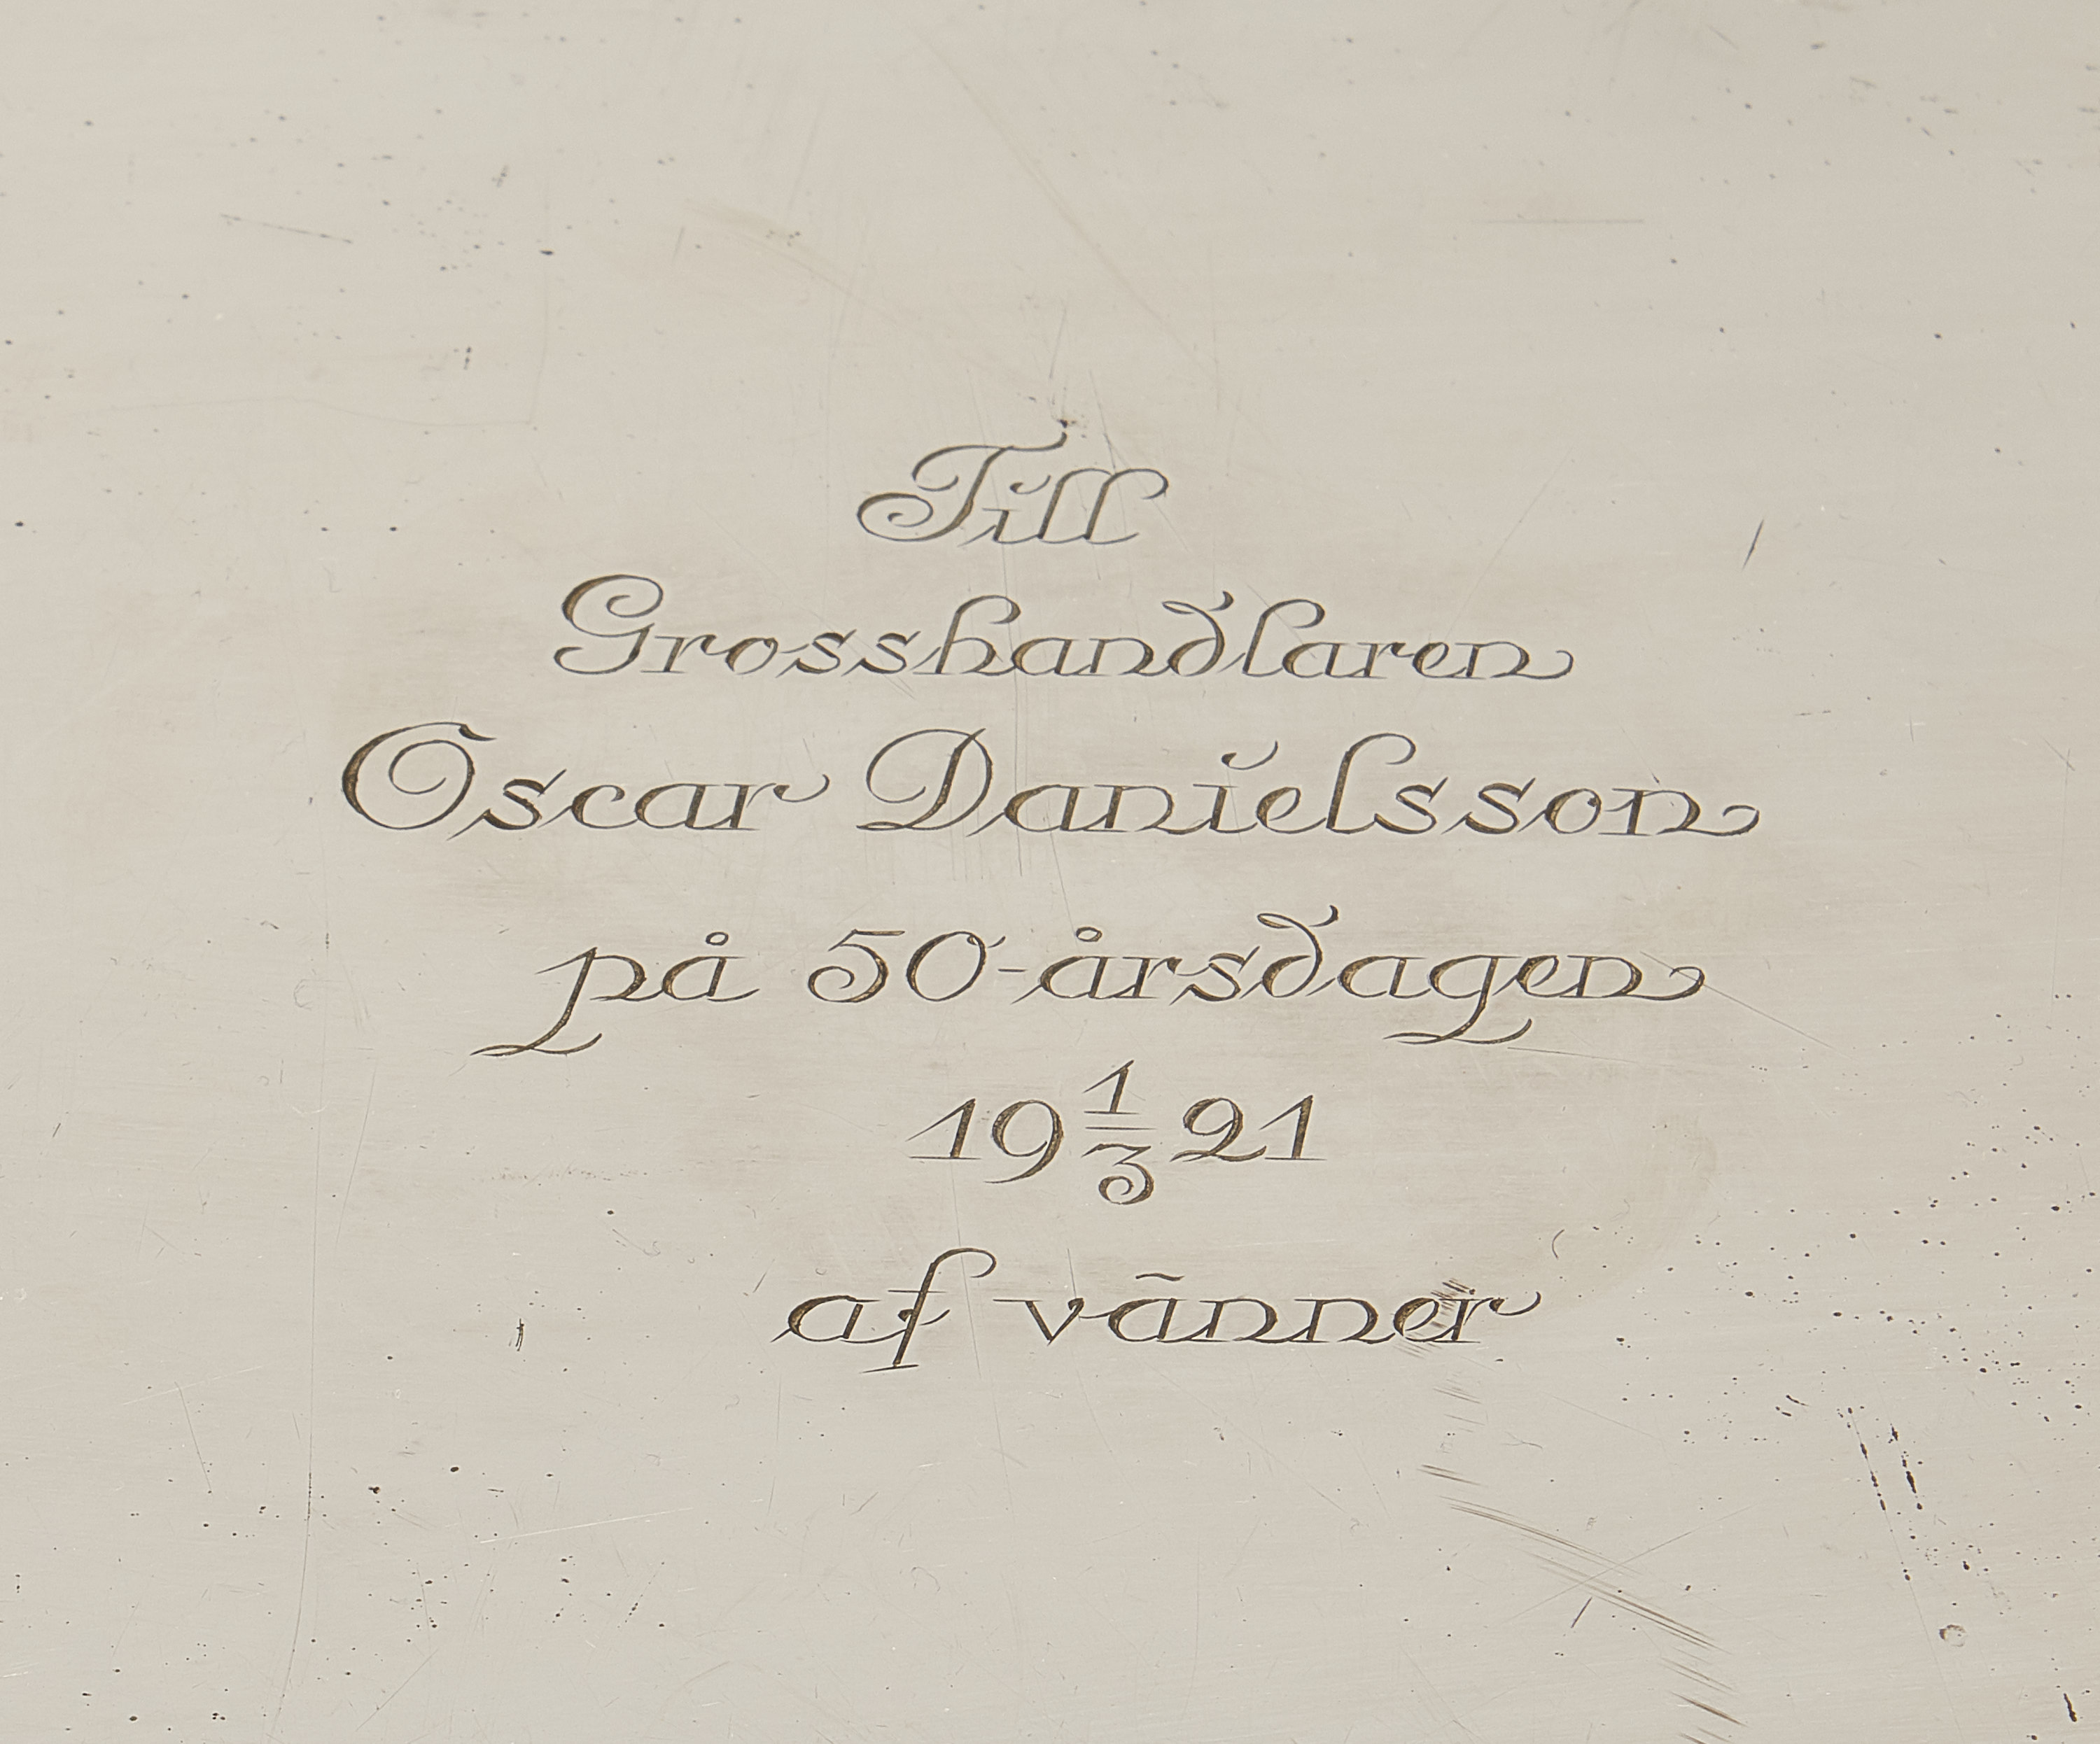 Till
Grosshandlaren
Oscar Danielsson
på 50-årsdagen
19 1/3 21
af vänner